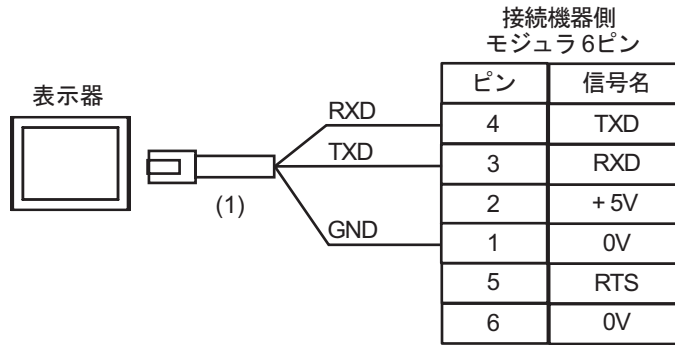 接続機器側
モジュラ 6ピン
表示器
ピン 信号名
RXD 4 TXD
TXD 3 RXD
2 + 5V
(1)
GND 1 0V
5 RTS
6 0V